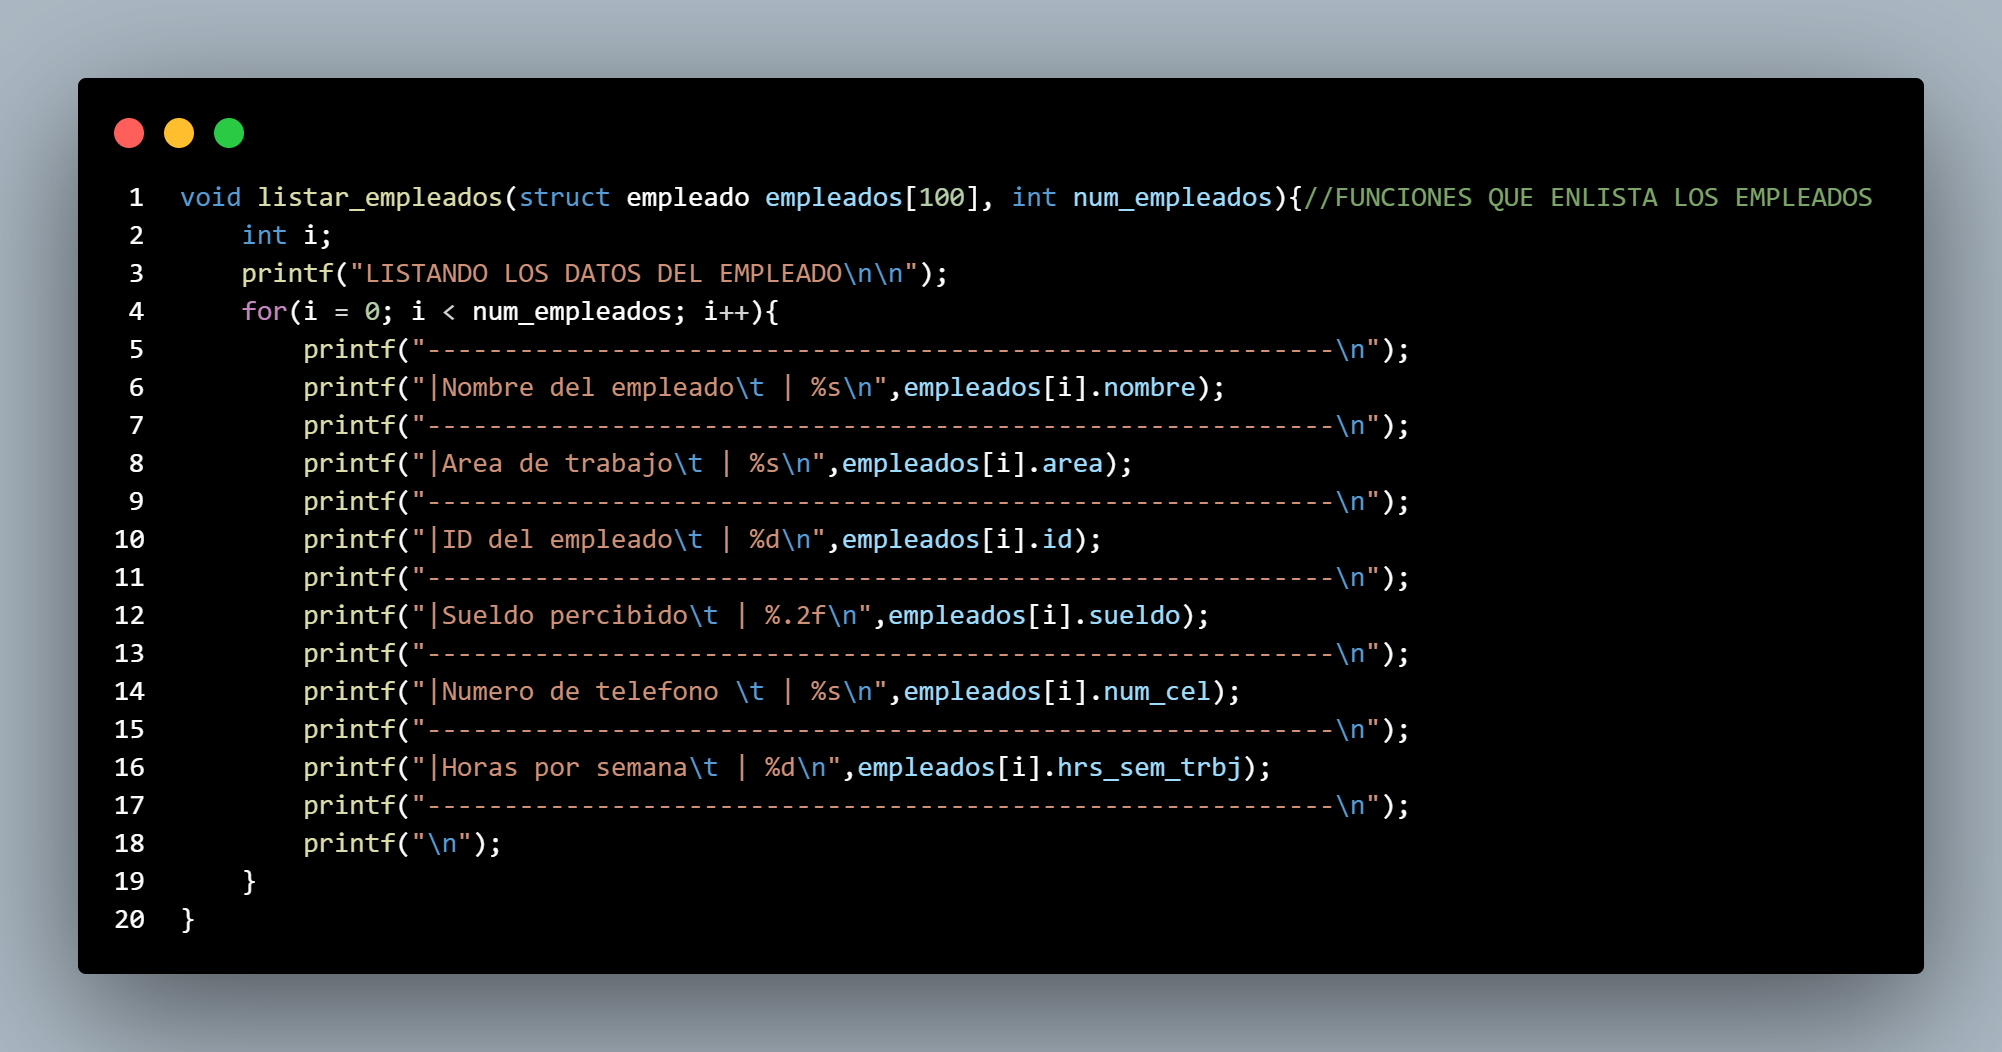 1 void listar_empleados(struct empleado empleados[100], int num_empleados){//FUNCIONES QUE ENLISTA LOS EMPLEADOS
2     int i;
3     printf("LISTANDO LOS DATOS DEL EMPLEADO\n\n");
4     for(i = 0; i < num_empleados; i++){
5         printf("-----------------------------------------------------------\n");
6         printf("|Nombre del empleado\t | %s\n",empleados[i].nombre);
7         printf("-----------------------------------------------------------\n");
8         printf("|Area de trabajo\t | %s\n",empleados[i].area);
9         printf("-----------------------------------------------------------\n");
10         printf("|ID del empleado\t | %d\n",empleados[i].id);
11         printf("-----------------------------------------------------------\n");
12         printf("|Sueldo percibido\t | %.2f\n",empleados[i].sueldo);
13         printf("-----------------------------------------------------------\n");
14         printf("|Numero de telefono \t | %s\n",empleados[i].num_cel);
15         printf("-----------------------------------------------------------\n");
16         printf("|Horas por semana\t | %d\n",empleados[i].hrs_sem_trbj);
17         printf("-----------------------------------------------------------\n");
18         printf("\n");
19     }
20 }